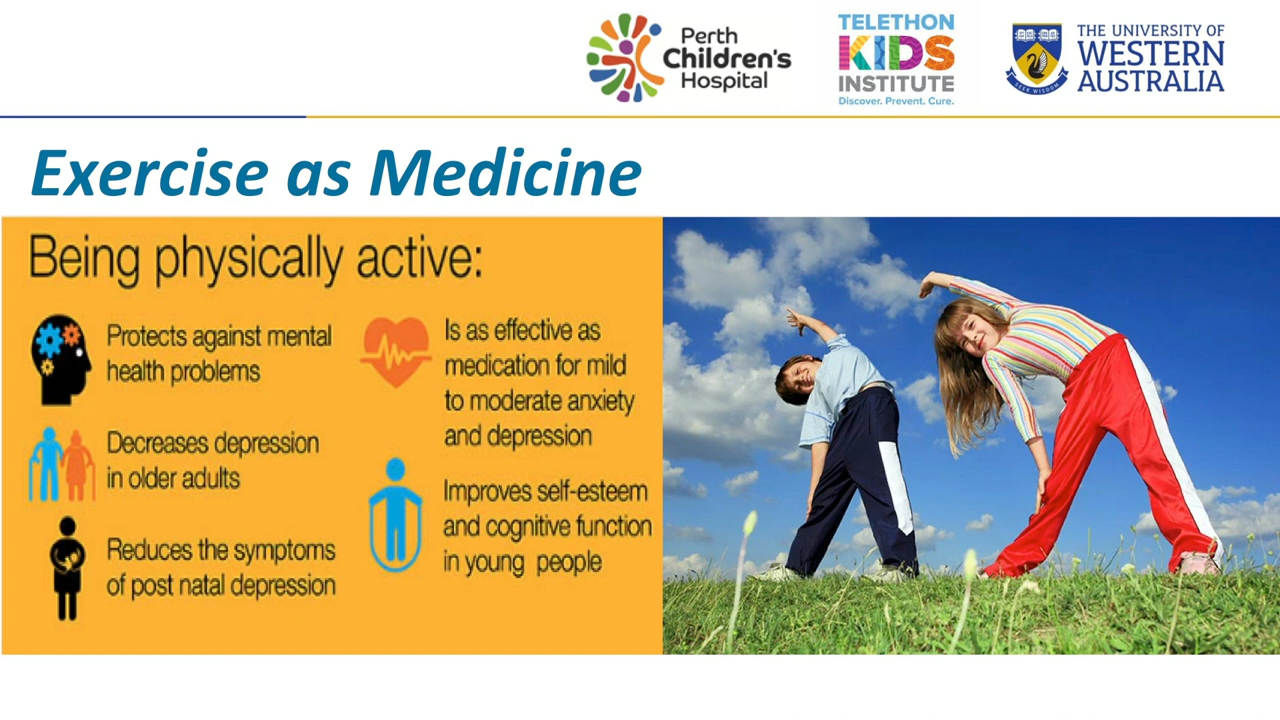 Perth
Children's
Hospital
TELETHON
KIDS
INSTITUTE
Discover. Prevent. Cure.
SEEK WISDOM
THE UNIVERSITY OF
WESTERN
AUSTRALIA
Exercise as Medicine
Being physically active:
Protects against mental
health problems
Decreases depression
in older adults
Reduces the symptoms
of post natal depression
Is as effective as
medication for mild
to moderate anxiety
and depression
Improves self-esteem
and cognitive function
in young people